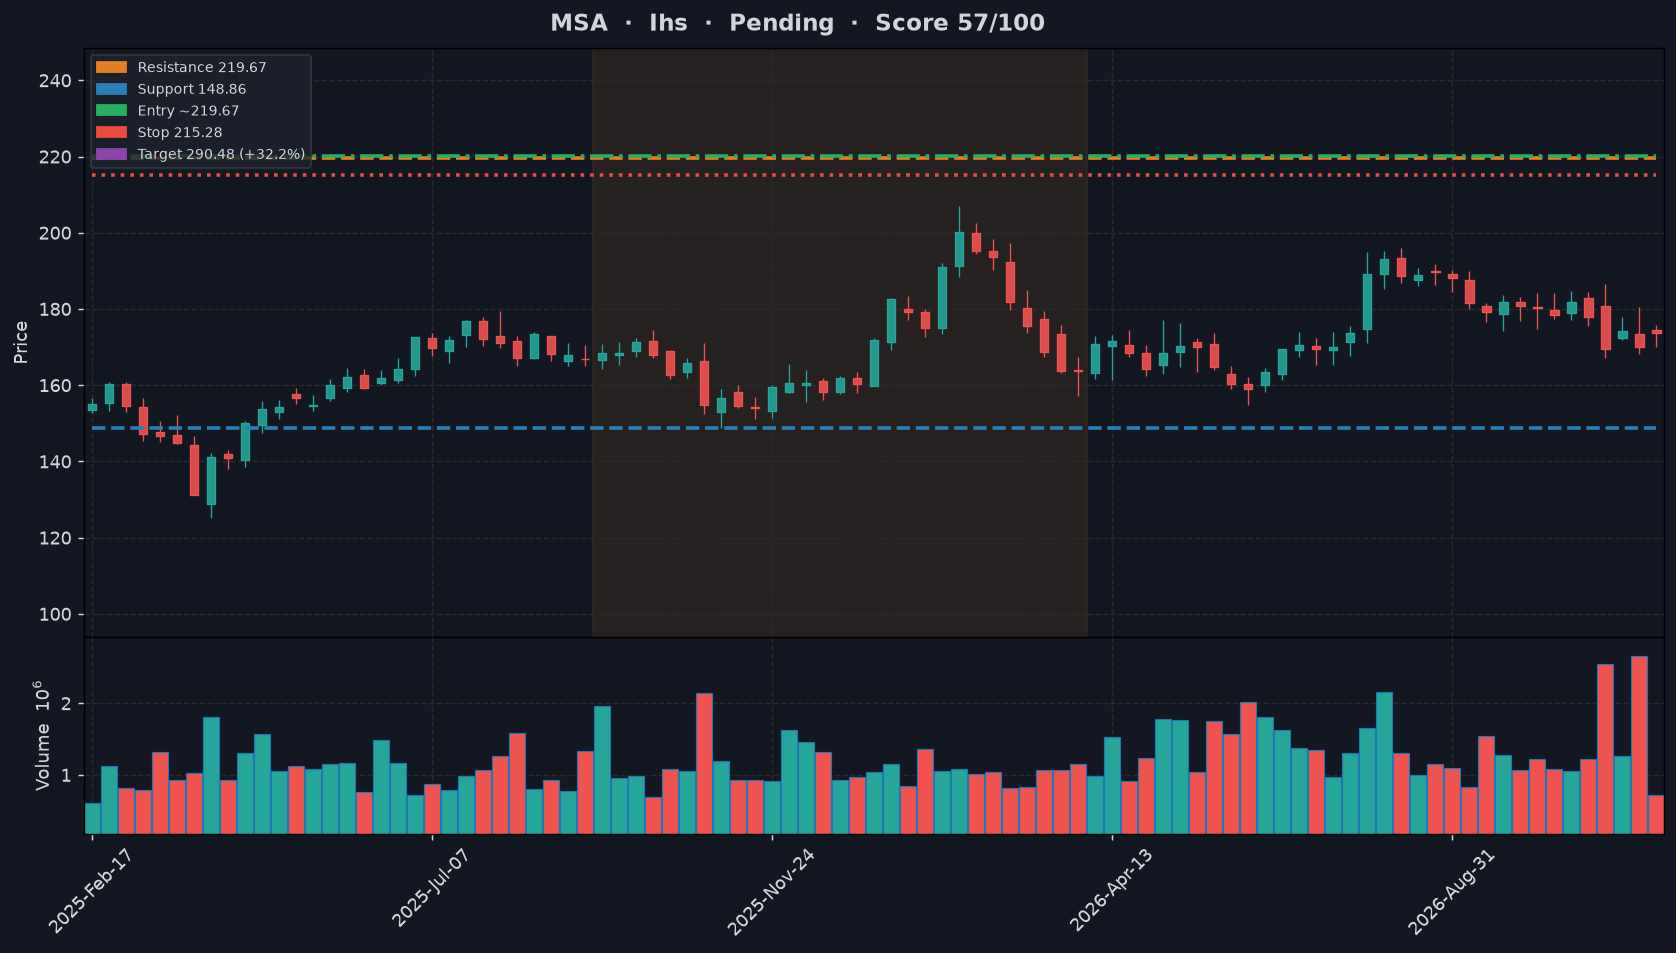 MSA · Ihs · Pending · Score 57/100
Resistance 219.67
Support 148.86
Entry ~219.67
Stop 215.28
Target 290.48 (+32.2%)
240
220
200
180
160
140
120
100
Price
2
1
Volume 10⁶
2025-Feb-17
2025-Jul-07
2025-Nov-24
2026-Apr-13
2026-Aug-31